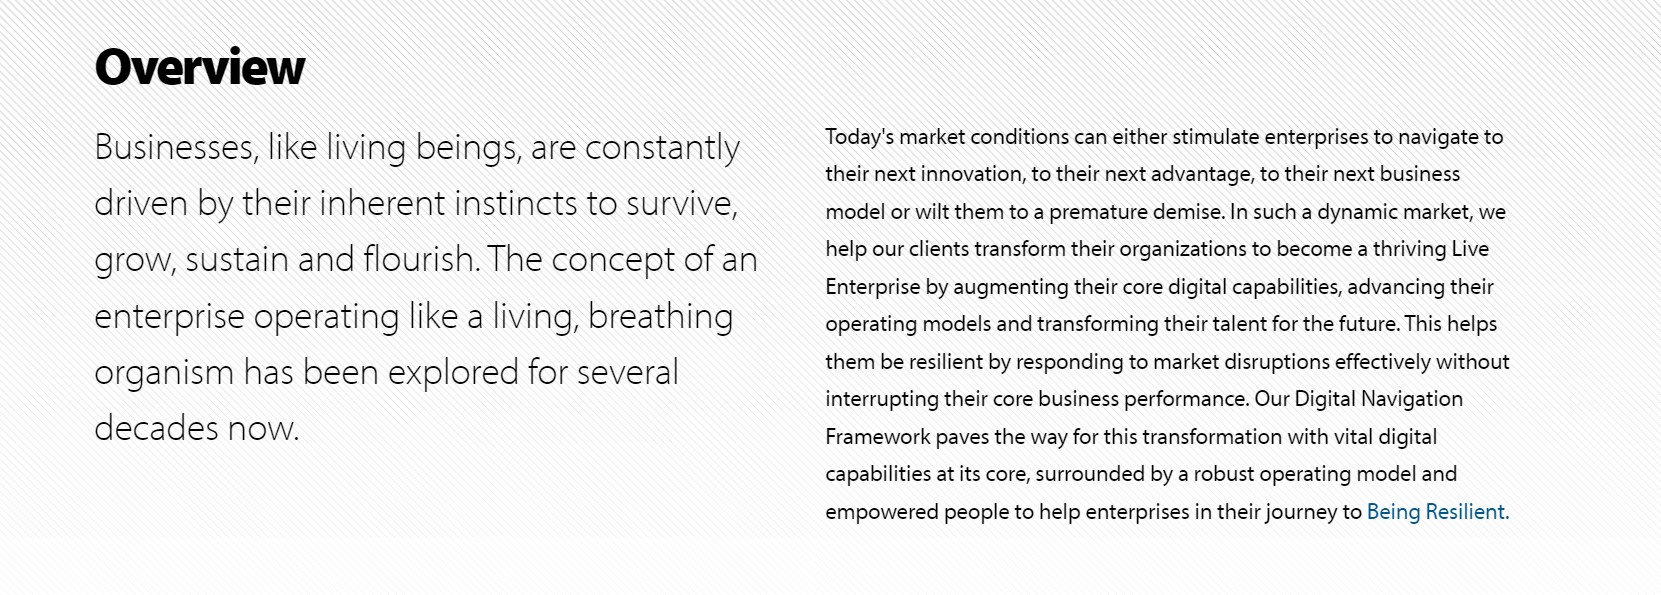 Overview
Businesses, like living beings, are constantly
driven by their inherent instincts to survive,
grow, sustain and flourish. The concept of an
enterprise operating like a living, breathing
organism has been explored for several
decades now.
Today's market conditions can either stimulate enterprises to navigate to
their next innovation, to their next advantage, to their next business
model or wilt them to a premature demise. In such a dynamic market, we
help our clients transform their organizations to become a thriving Live
Enterprise by augmenting their core digital capabilities, advancing their
operating models and transforming their talent for the future. This helps
them be resilient by responding to market disruptions effectively without
interrupting their core business performance. Our Digital Navigation
Framework paves the way for this transformation with vital digital
capabilities at its core, surrounded by a robust operating model and
empowered people to help enterprises in their journey to Being Resilient.